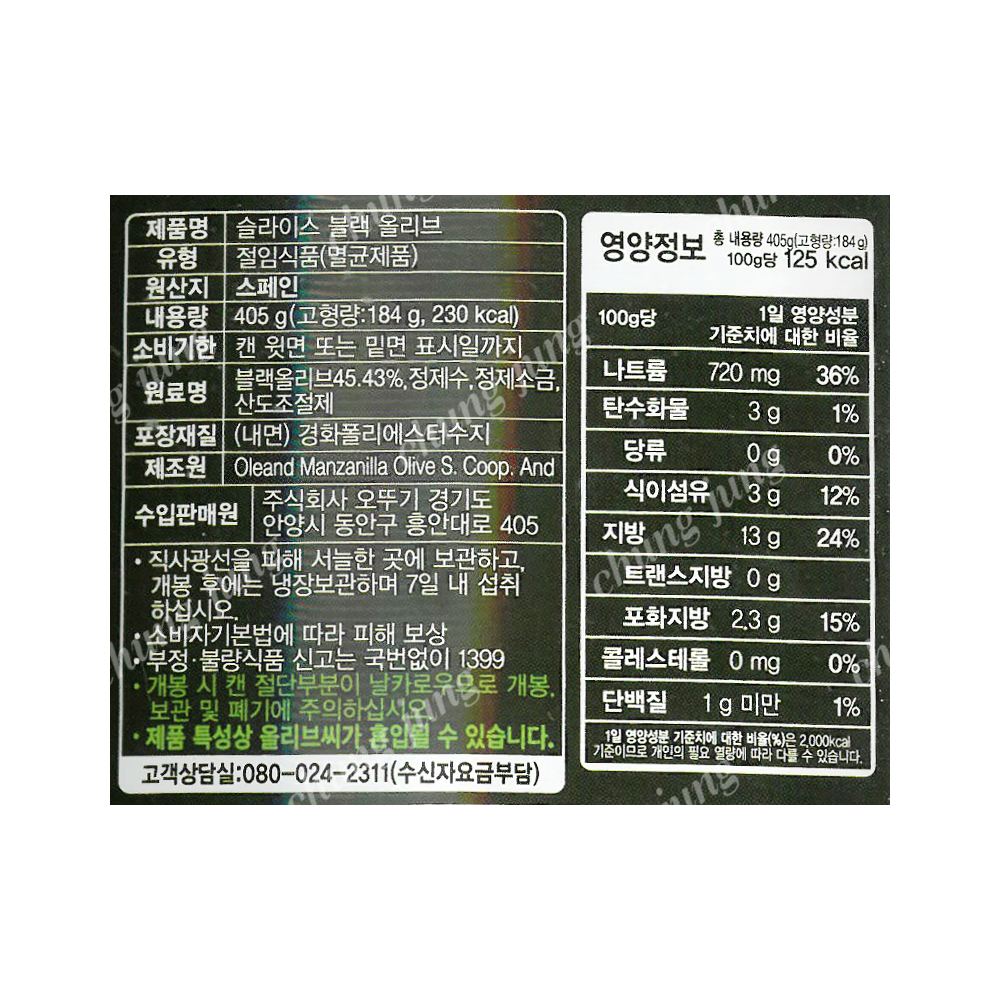 제품명 슬라이스 블랙 올리브
유형 절임식품(멸균제품)
원산지 스페인
내용량 405 g(고형량:184 g, 230 kcal)
소비기한 캔 윗면 또는 밑면 표시일까지
원료명 블랙올리브45.43%,정제수,정제소금,
산도조절제
포장재질 (내면) 경화폴리에스터수지
제조원 Oleand Manzanilla Olive S. Coop. And
수입판매원 주식회사 오뚜기 경기도
안양시 동안구 흥안대로 405
• 직사광선을 피해 서늘한 곳에 보관하고,
개봉 후에는 냉장보관하며 7일 내 섭취
하십시오.
• 소비자기본법에 따라 피해 보상
• 부정·불량식품 신고는 국번없이 1399
• 개봉 시 캔 절단부분이 날카로우므로 개봉,
보관 및 폐기에 주의하십시오
• 제품 특성상 올리브씨가 혼입될 수 있습니다.
고객상담실:080-024-2311(수신자요금부담)
영양정보 총 내용량 405g(고형량:184g)
100g당 125 kcal
100g당 1일 영양성분
기준치에 대한 비율
나트륨 720 mg 36%
탄수화물 3 g 1%
당류 0 g 0%
식이섬유 3 g 12%
지방 13 g 24%
트랜스지방 0 g
포화지방 2.3 g 15%
콜레스테롤 0 mg 0%
단백질 1 g 미만 1%
1일 영양성분 기준치에 대한 비율(%)은 2,000kcal
기준이므로 개인의 필요 열량에 따라 다를 수 있습니다.
chung jung